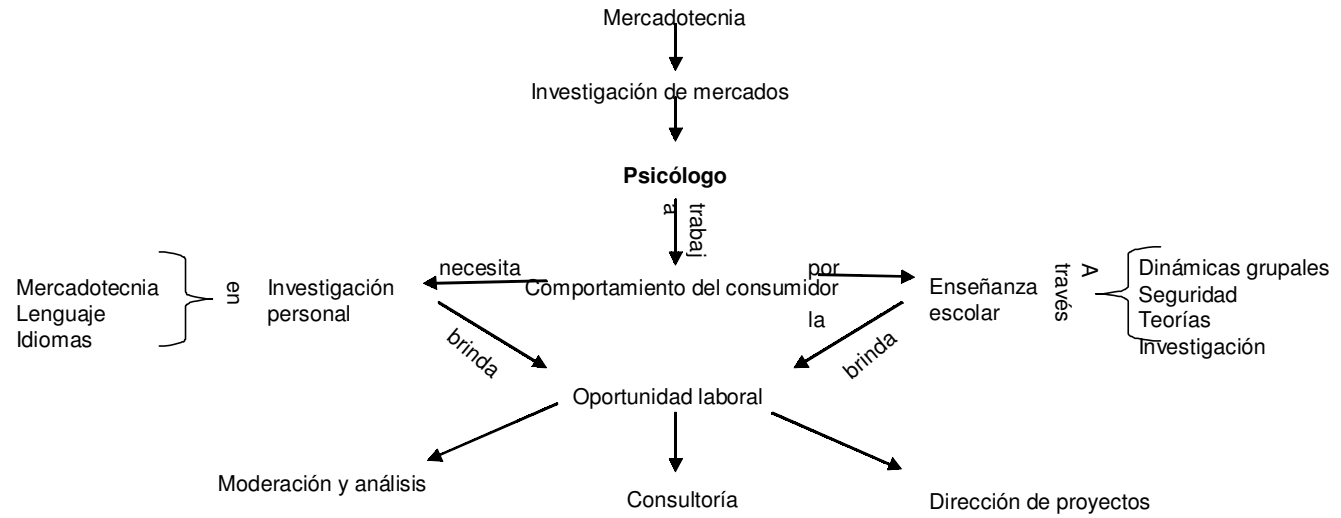 Mercadotecnia
Investigación de mercados
Psicólogo
trabaj
a
necesita
Comportamiento del consumidor
por
la
Mercadotecnia
Lenguaje
Idiomas
en
Investigación
personal
Enseñanza
escolar
A
través
Dinámicas grupales
Seguridad
Teorías
Investigación
brinda
brinda
Oportunidad laboral
Moderación y análisis
Consultoría
Dirección de proyectos